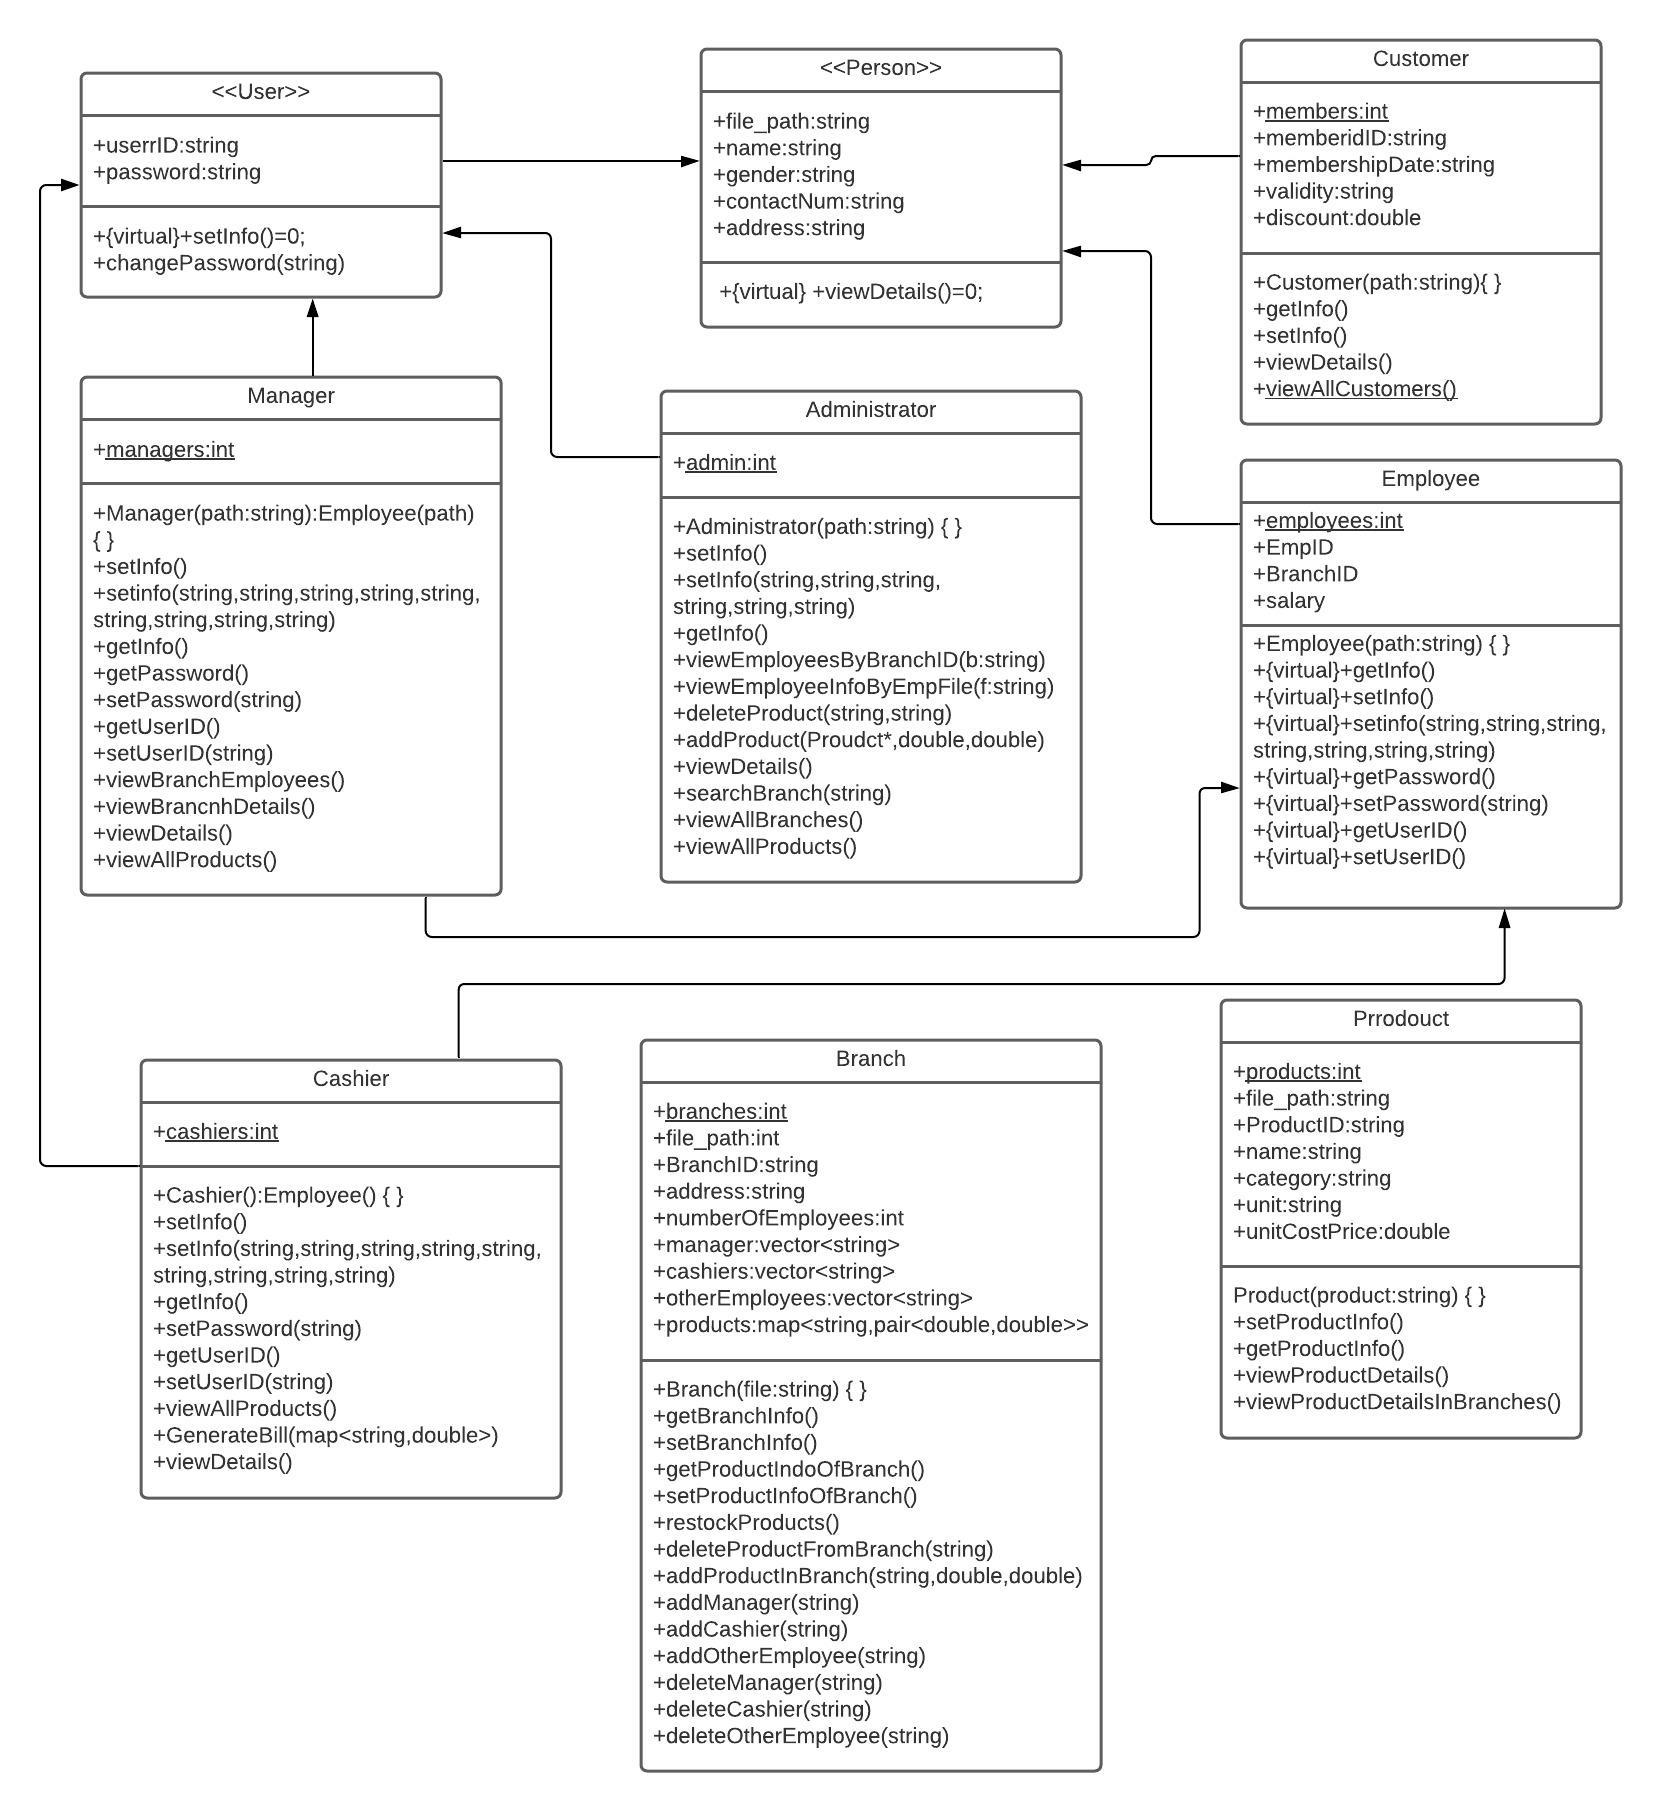 <<User>>
+userrID:string
+password:string
+{virtual}+setInfo()=0;
+changePassword(string)
<<Person>>
+file_path:string
+name:string
+gender:string
+contactNum:string
+address:string
+{virtual} +viewDetails()=0;
Customer
+members:int
+memberidID:string
+membershipDate:string
+validity:string
+discount:double
+Customer(path:string){ }
+getInfo()
+setInfo()
+viewDetails()
+viewAllCustomers()
Manager
+managers:int
+Manager(path:string):Employee(path)
{ }
+setInfo()
+setinfo(string,string,string,string,string,
string,string,string,string)
+getInfo()
+getPassword()
+setPassword(string)
+getUserID()
+setUserID(string)
+viewBranchEmployees()
+viewBrancnhDetails()
+viewDetails()
+viewAllProducts()
Administrator
+admin:int
+Administrator(path:string) { }
+setInfo()
+setInfo(string,string,string,
string,string,string)
+getInfo()
+viewEmployeesByBranchID(b:string)
+viewEmployeeInfoByEmpFile(f:string)
+deleteProduct(string,string)
+addProduct(Proudct*,double,double)
+viewDetails()
+searchBranch(string)
+viewAllBranches()
+viewAllProducts()
Employee
+employees:int
+EmpID
+BranchID
+salary
+Employee(path:string) { }
+{virtual}+getInfo()
+{virtual}+setInfo()
+{virtual}+setinfo(string,string,string,
string,string,string,string)
+{virtual}+getPassword()
+{virtual}+setPassword(string)
+{virtual}+getUserID()
+{virtual}+setUserID()
Cashier
+cashiers:int
+Cashier():Employee() { }
+setInfo()
+setInfo(string,string,string,string,string,
string,string,string,string)
+getInfo()
+setPassword(string)
+getUserID()
+setUserID(string)
+viewAllProducts()
+GenerateBill(map<string,double>)
+viewDetails()
Branch
+branches:int
+file_path:int
+BranchID:string
+address:string
+numberOfEmployees:int
+manager:vector<string>
+cashiers:vector<string>
+otherEmployees:vector<string>
+products:map<string,pair<double,double>>
+Branch(file:string) { }
+getBranchInfo()
+setBranchInfo()
+getProductIndoOfBranch()
+setProductInfoOfBranch()
+restockProducts()
+deleteProductFromBranch(string)
+addProductInBranch(string,double,double)
+addManager(string)
+addCashier(string)
+addOtherEmployee(string)
+deleteManager(string)
+deleteCashier(string)
+deleteOtherEmployee(string)
Prrodouct
+products:int
+file_path:string
+ProductID:string
+name:string
+category:string
+unit:string
+unitCostPrice:double
Product(product:string) { }
+setProductInfo()
+getProductInfo()
+viewProductDetails()
+viewProductDetailsInBranches()